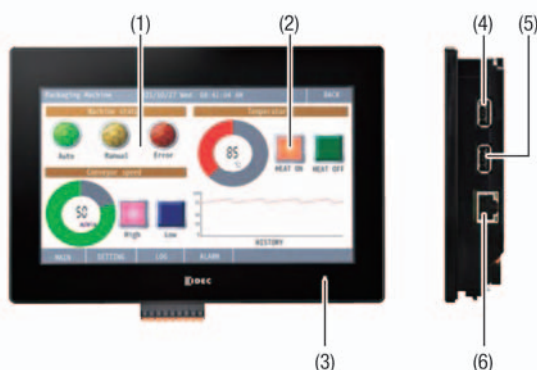 (1) (2) (4) (5)
Packaging Machine BACK
Machine status Temperature
85
℃
Auto Manual Error HEAT ON HEAT OFF
Conveyor speed
50
High Low
HISTORY
MAIN SETTING LOG ALARM
IDEC
(3) (6)